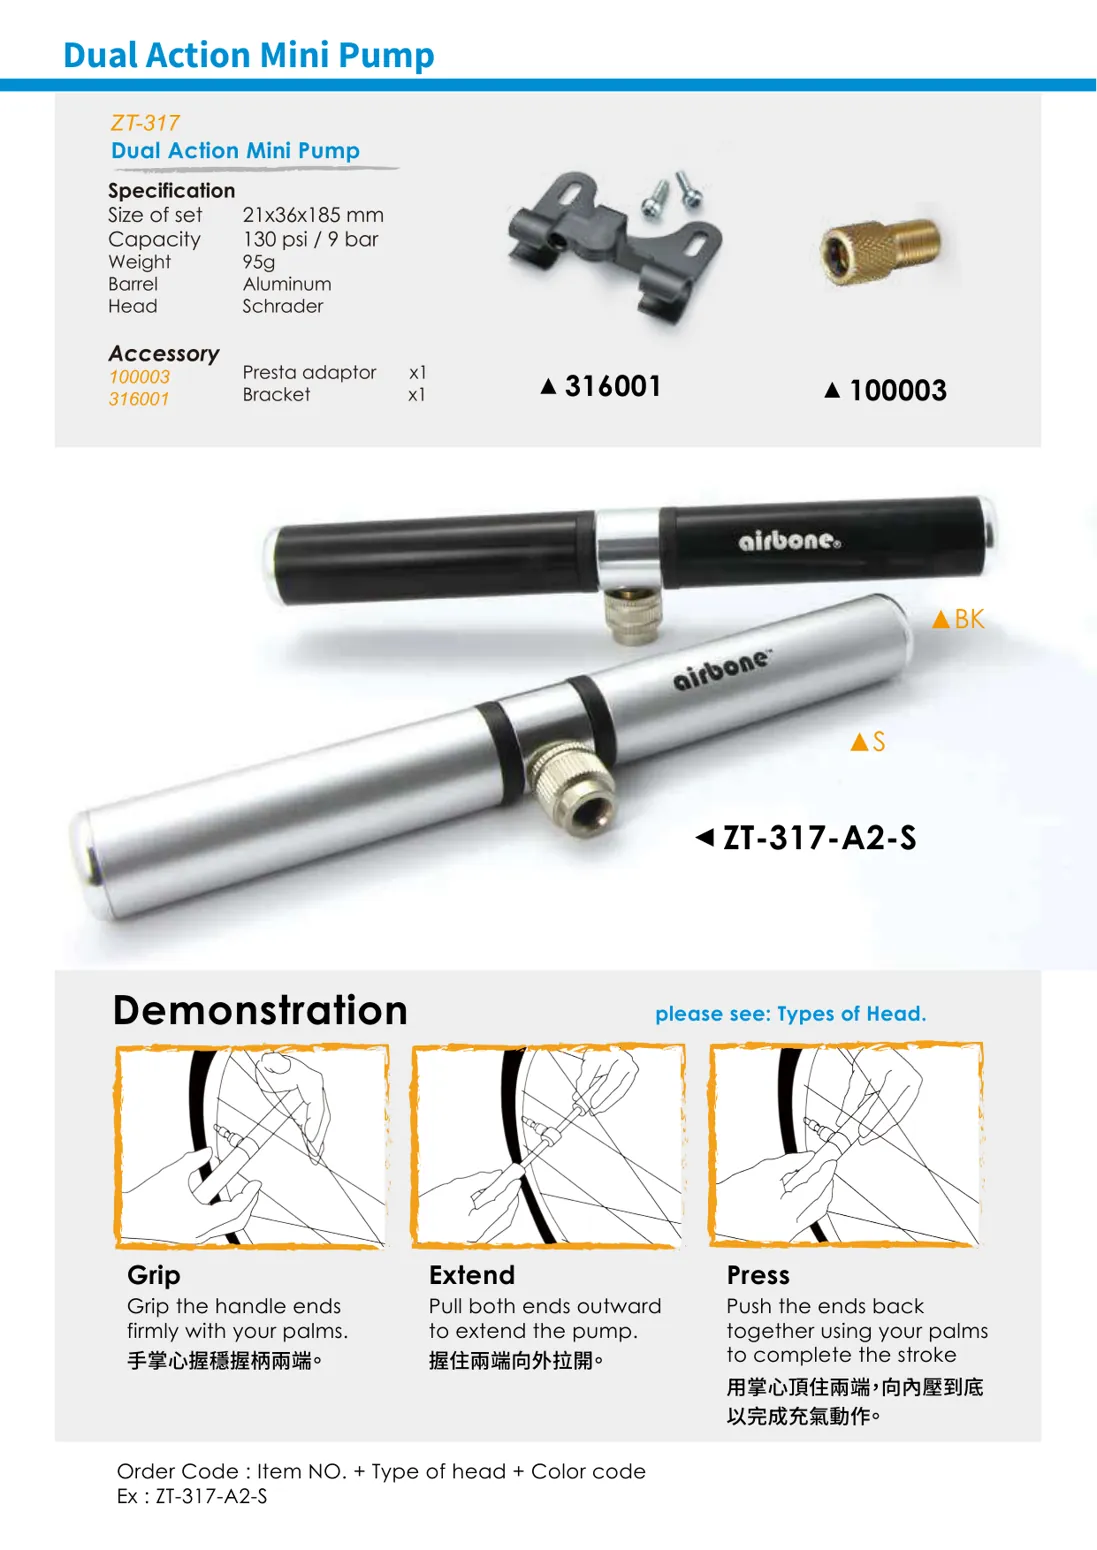 Dual Action Mini Pump
ZT-317
Dual Action Mini Pump
Specification
Size of set 21x36x185 mm
Capacity 130 psi / 9 bar
Weight 95g
Barrel Aluminum
Head Schrader
Accessory
100003 Presta adaptor x1
316001 Bracket x1
▲ 316001
▲ 100003
airbone®
▲BK
airbone™
▲S
◀ ZT-317-A2-S
Demonstration
please see: Types of Head.
Grip
Grip the handle ends
firmly with your palms.
手掌心握穩握柄兩端。
Extend
Pull both ends outward
to extend the pump.
握住兩端向外拉開。
Press
Push the ends back
together using your palms
to complete the stroke
用掌心頂住兩端，向內壓到底
以完成充氣動作。
Order Code : Item NO. + Type of head + Color code
Ex : ZT-317-A2-S